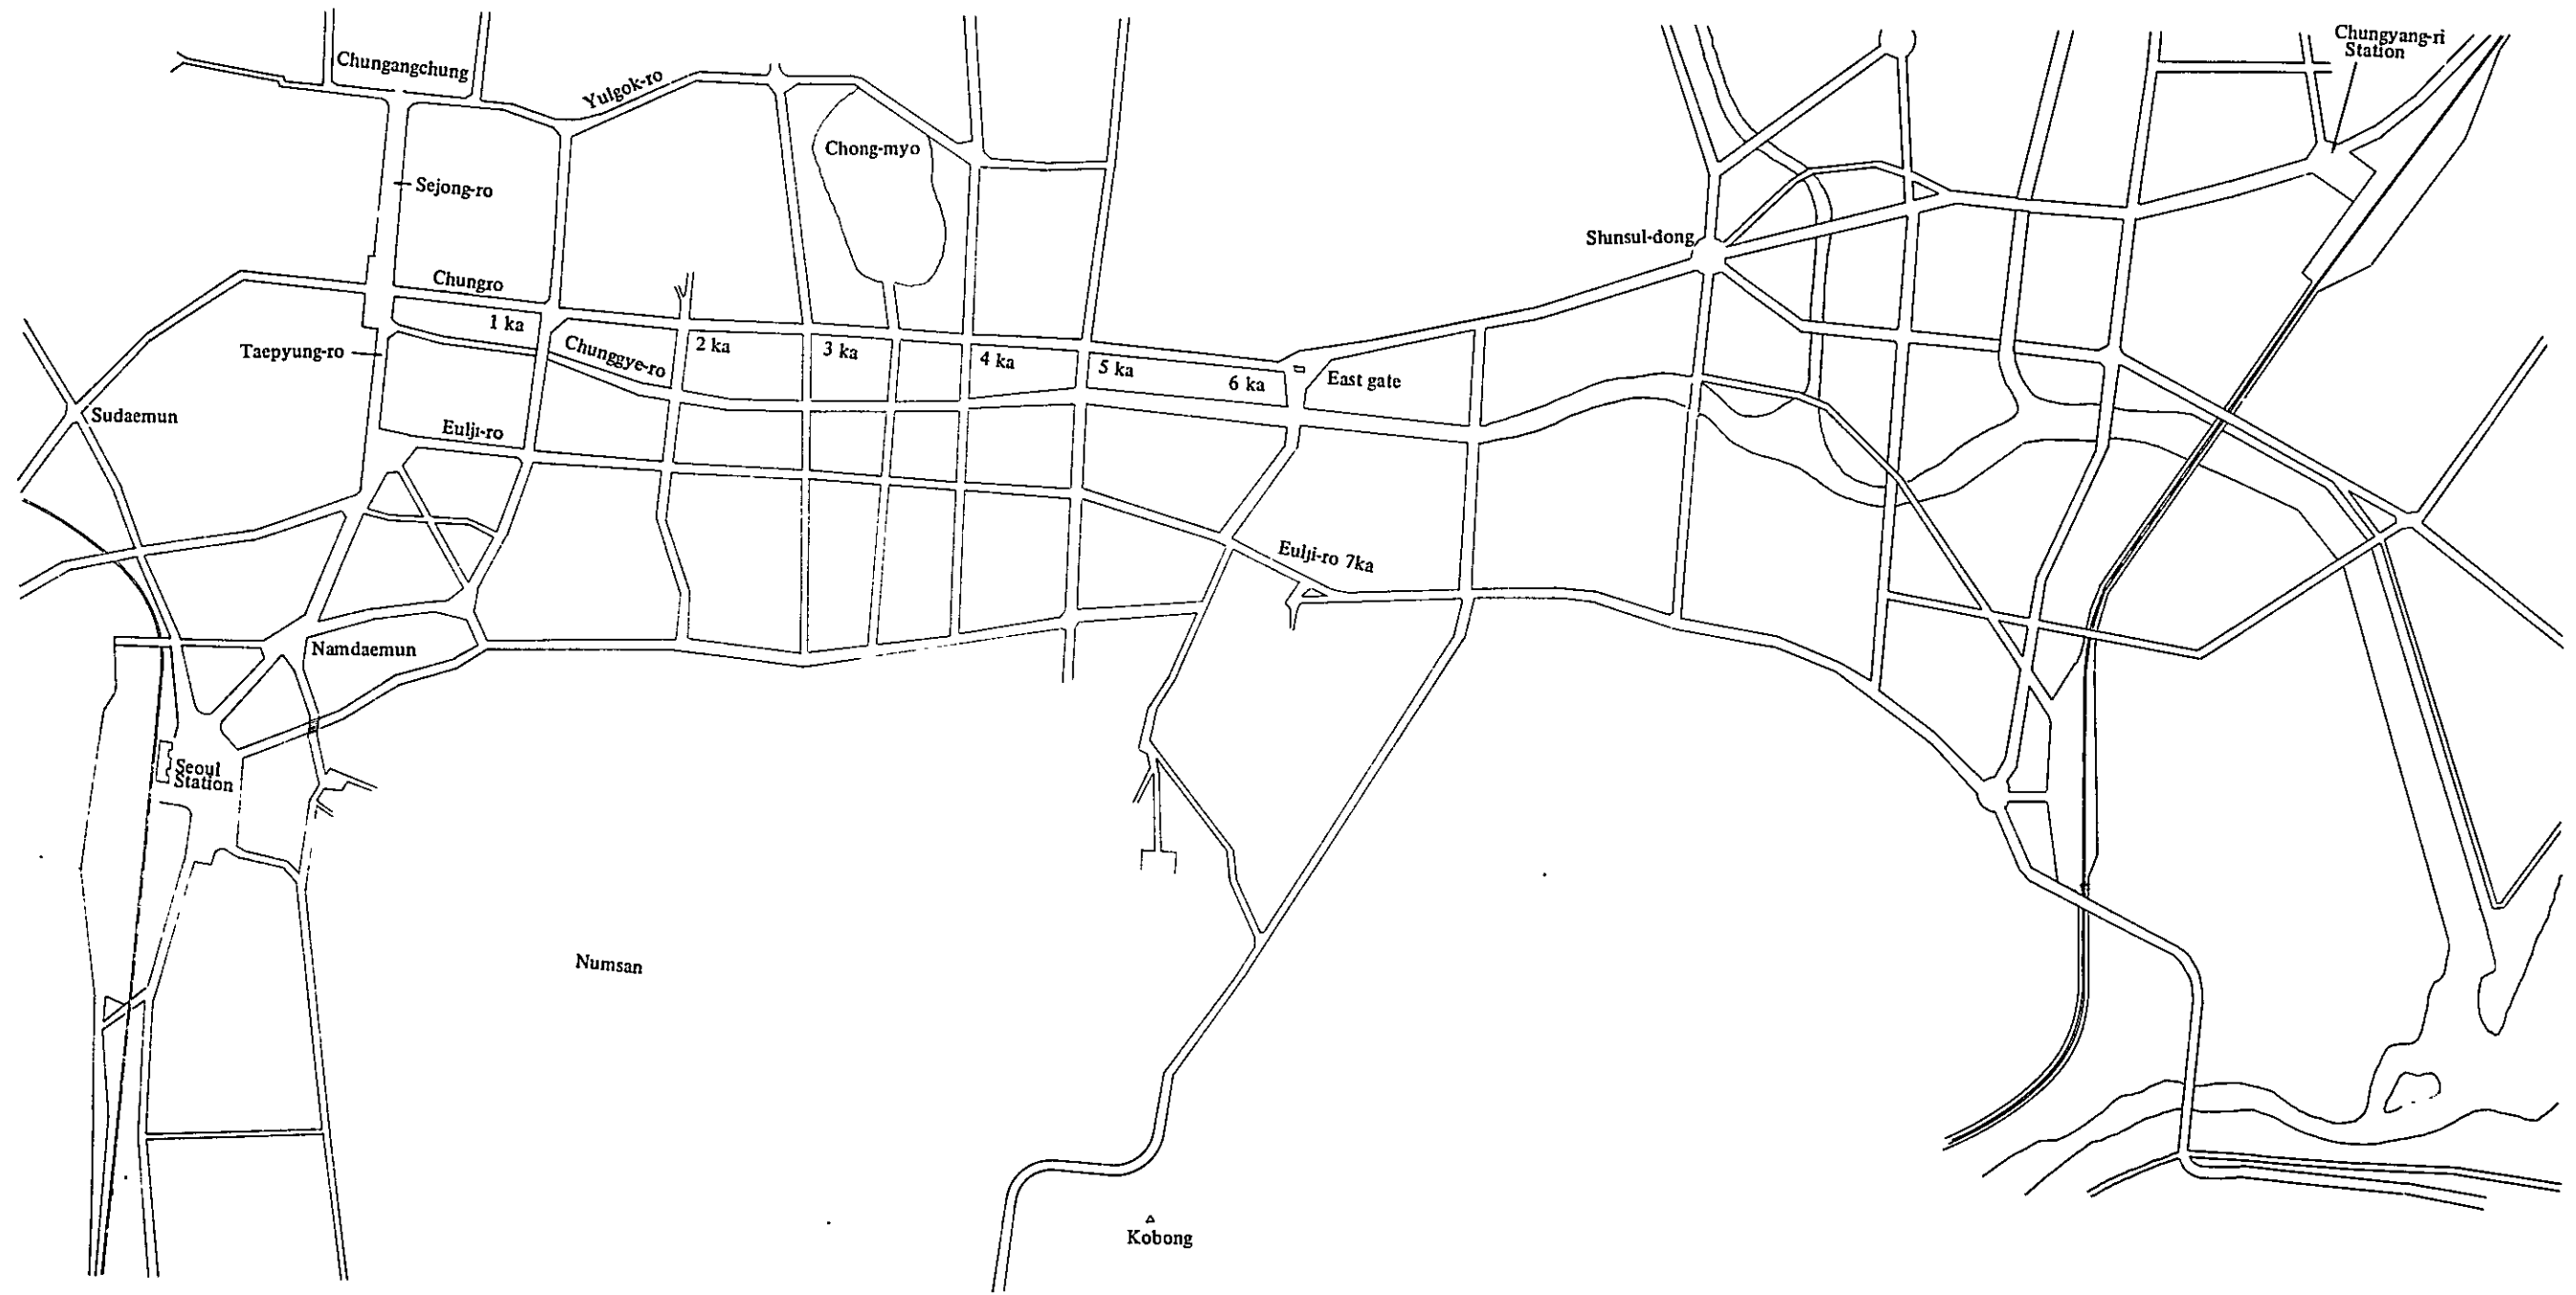 Chungyang-ri
Station
Chungangchung
Yulgok-ro
Chong-myo
Sejong-ro
Shinsul-dong
Chungro
1 ka
Taepyung-ro
Chunggye-ro
2 ka
3 ka
4 ka
5 ka
6 ka
East gate
Sudaemun
Eulji-ro
Eulji-ro 7ka
Namdaemun
Seoul
Station
Numsan
Kobong